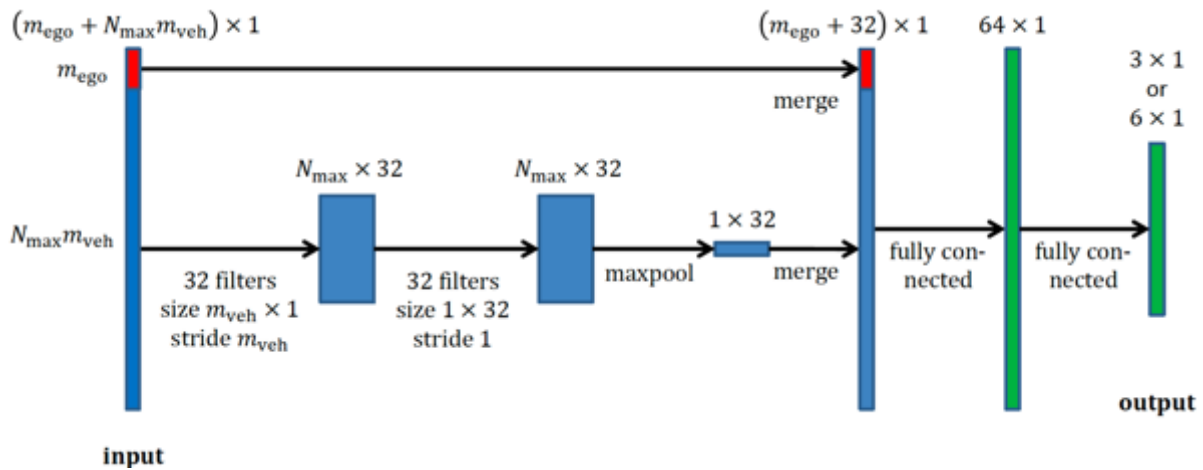 (m_ego + N_max m_veh) × 1
(m_ego + 32) × 1
64 × 1
m_ego
3 × 1
or
6 × 1
merge
N_max × 32
N_max × 32
1 × 32
N_max m_veh
32 filters
size m_veh × 1
stride m_veh
32 filters
size 1 × 32
stride 1
maxpool
merge
fully con-
nected
fully con-
nected
output
input